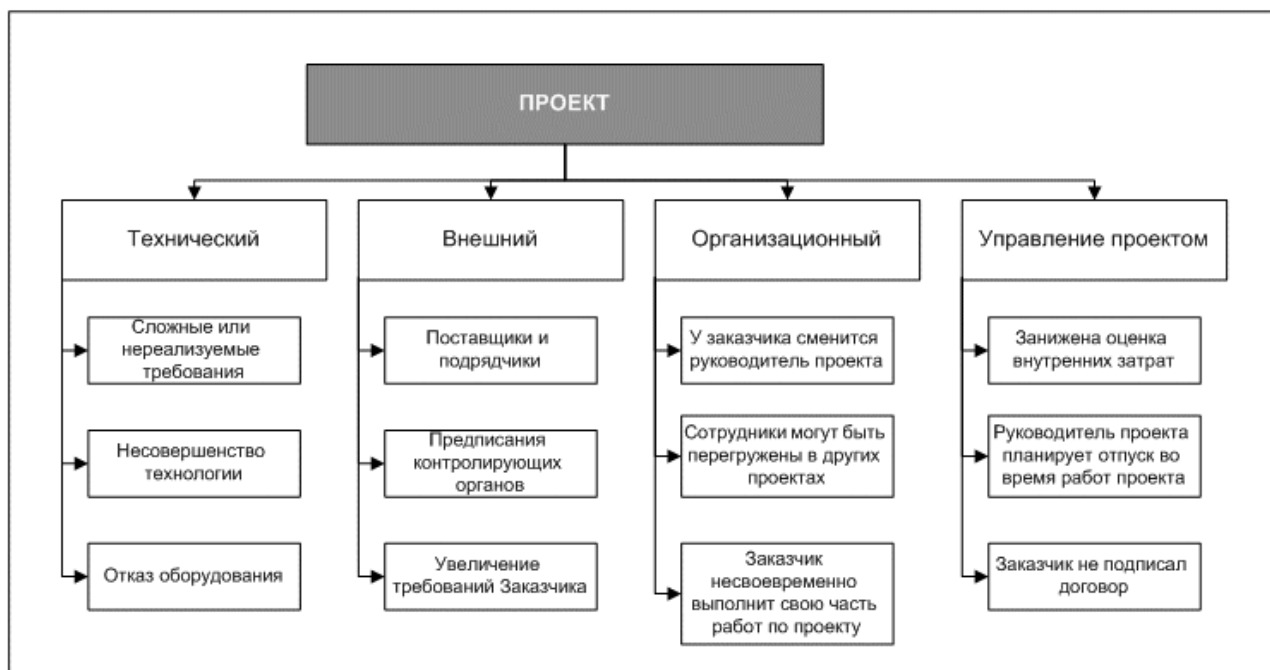 ПРОЕКТ
Технический
Внешний
Организационный
Управление проектом
Сложные или
нереализуемые
требования
Поставщики и
подрядчики
У заказчика сменится
руководитель проекта
Занижена оценка
внутренних затрат
Несовершенство
технологии
Предписания
контролирующих
органов
Сотрудники могут быть
перегружены в других
проектах
Руководитель проекта
планирует отпуск во
время работ проекта
Отказ оборудования
Увеличение
требований Заказчика
Заказчик
несвоевременно
выполнит свою часть
работ по проекту
Заказчик не подписал
договор